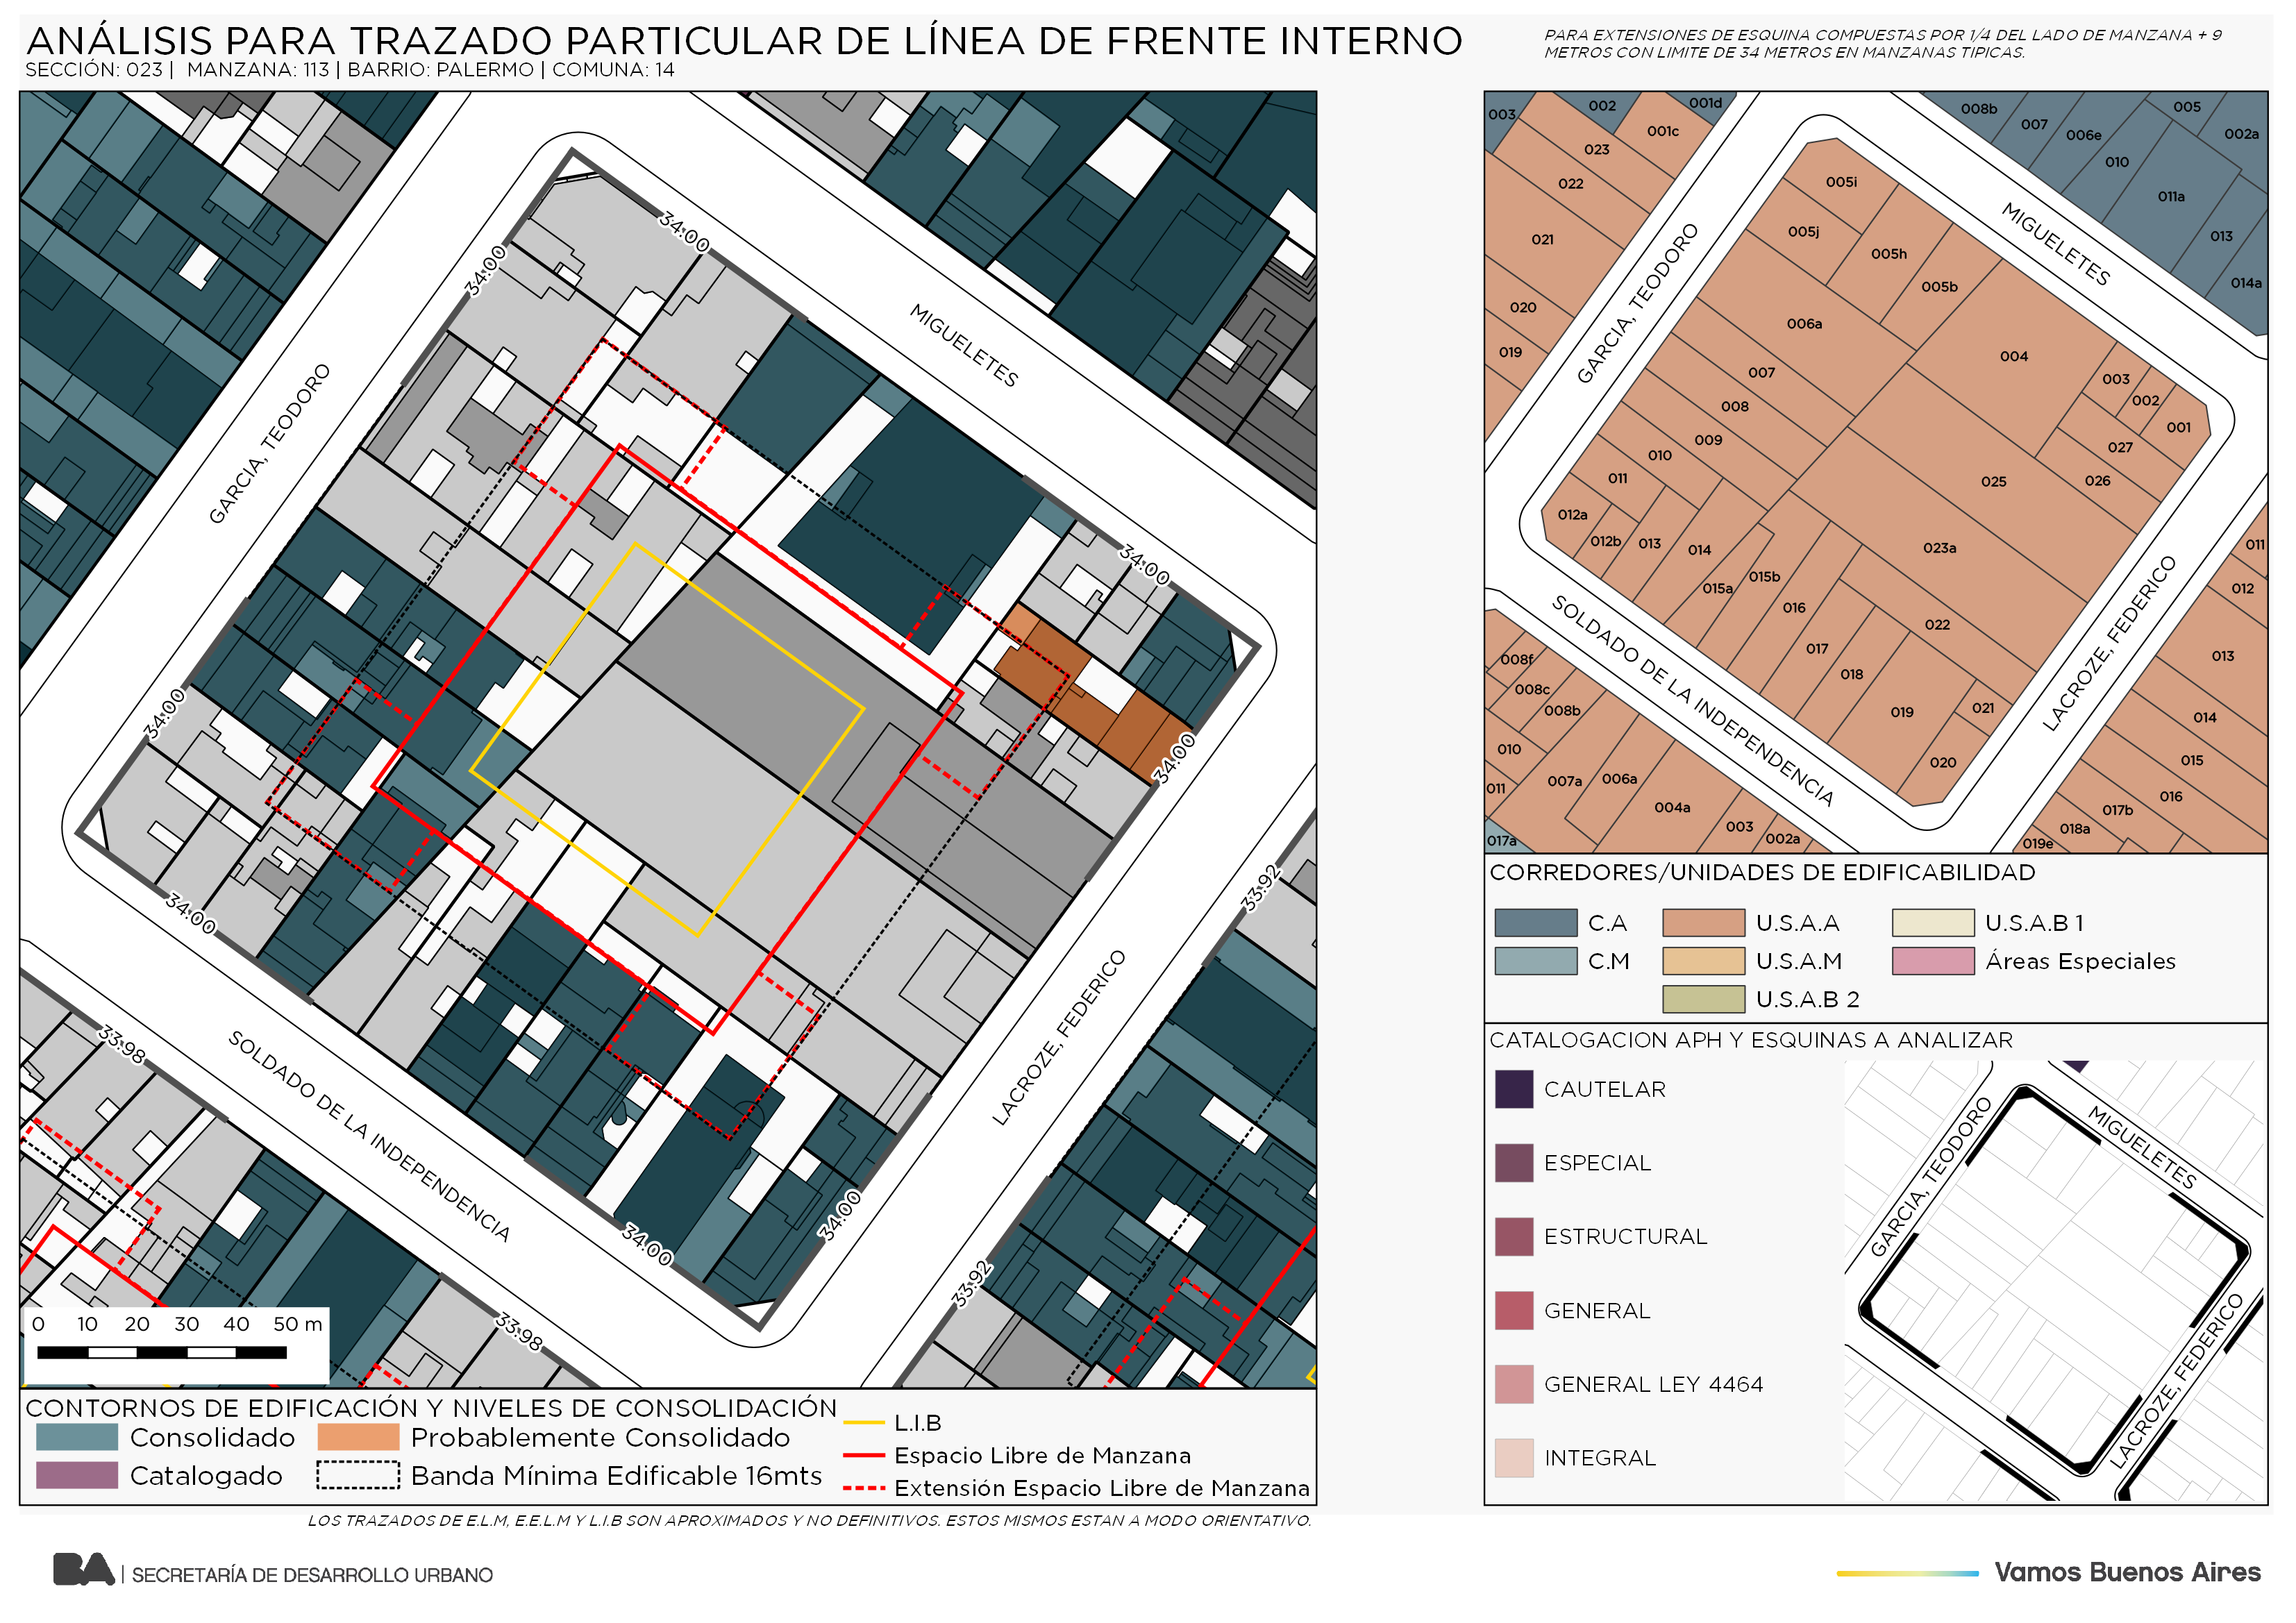 ANÁLISIS PARA TRAZADO PARTICULAR DE LÍNEA DE FRENTE INTERNO
SECCIÓN: 023 | MANZANA: 113 | BARRIO: PALERMO | COMUNA: 14
PARA EXTENSIONES DE ESQUINA COMPUESTAS POR 1/4 DEL LADO DE MANZANA + 9
METROS CON LIMITE DE 34 METROS EN MANZANAS TIPICAS.
34.00
34.00
MIGUELETES
GARCIA, TEODORO
34.00
34.00
34.00
34.00
33.92
LACROZE, FEDERICO
SOLDADO DE LA INDEPENDENCIA
33.98
34.00
34.00
33.92
33.98
0 10 20 30 40 50 m
CONTORNOS DE EDIFICACIÓN Y NIVELES DE CONSOLIDACIÓN
Consolidado
Probablemente Consolidado
Catalogado
Banda Mínima Edificable 16mts
L.I.B
Espacio Libre de Manzana
Extensión Espacio Libre de Manzana
LOS TRAZADOS DE E.L.M, E.E.L.M Y L.I.B SON APROXIMADOS Y NO DEFINITIVOS. ESTOS MISMOS ESTAN A MODO ORIENTATIVO.
003
002
001d
001c
023
022
021
020
019
008b
007
006e
005
002a
010
011a
013
014a
005i
005j
005h
005b
006a
004
007
008
009
010
011
012a
012b
013
014
015a
015b
016
017
018
019
020
021
022
023a
025
026
027
003
002
001
MIGUELETES
GARCIA, TEODORO
SOLDADO DE LA INDEPENDENCIA
LACROZE, FEDERICO
011
012
013
014
015
016
017b
018a
019e
008f
008c
008b
010
011
007a
006a
004a
003
002a
017a
CORREDORES/UNIDADES DE EDIFICABILIDAD
C.A
U.S.A.A
U.S.A.B 1
C.M
U.S.A.M
Áreas Especiales
U.S.A.B 2
CATALOGACION APH Y ESQUINAS A ANALIZAR
CAUTELAR
ESPECIAL
ESTRUCTURAL
GENERAL
GENERAL LEY 4464
INTEGRAL
GARCIA, TEODORO
MIGUELETES
LACROZE, FEDERICO
BA | SECRETARÍA DE DESARROLLO URBANO
Vamos Buenos Aires